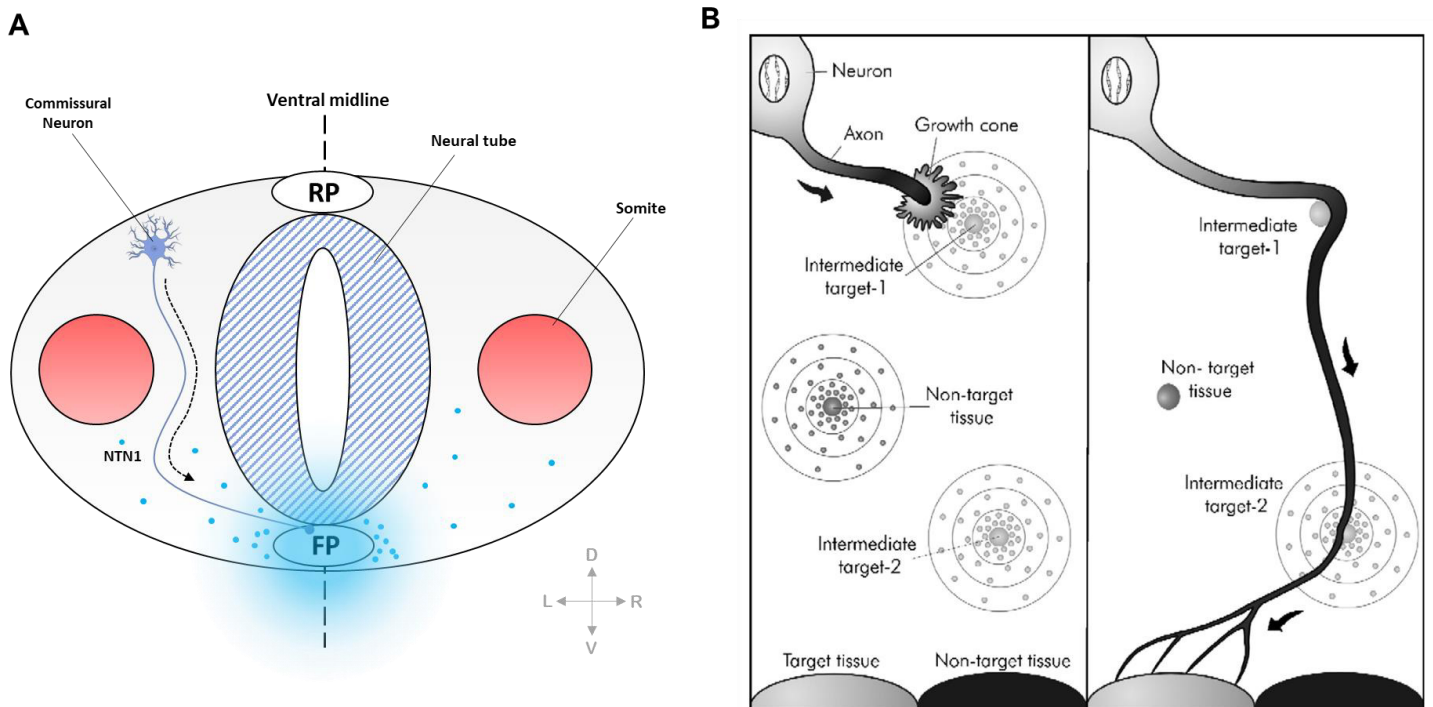 A
Ventral midline
Commissural
Neuron
Neural tube
RP
Somite
NTN1
FP
D
L
R
V
B
Neuron
Axon
Growth cone
Intermediate
target-1
Non-target
tissue
Intermediate
target-2
Target tissue
Non-target tissue
Intermediate
target-1
Non- target
tissue
Intermediate
target-2